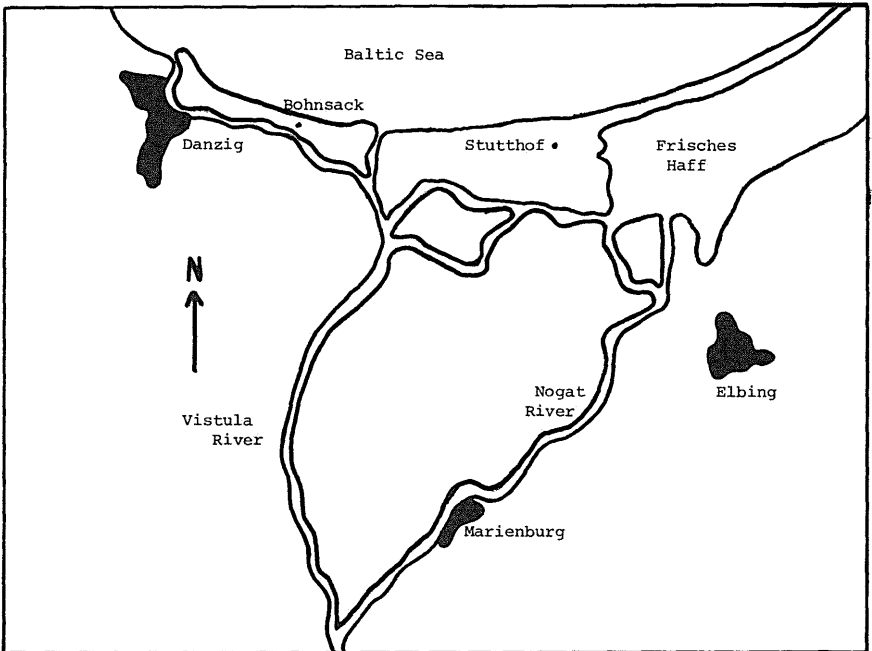 Baltic Sea
Bohnsack
Danzig
Stutthof
Frisches
Haff
N
Elbing
Nogat
River
Vistula
River
Marienburg